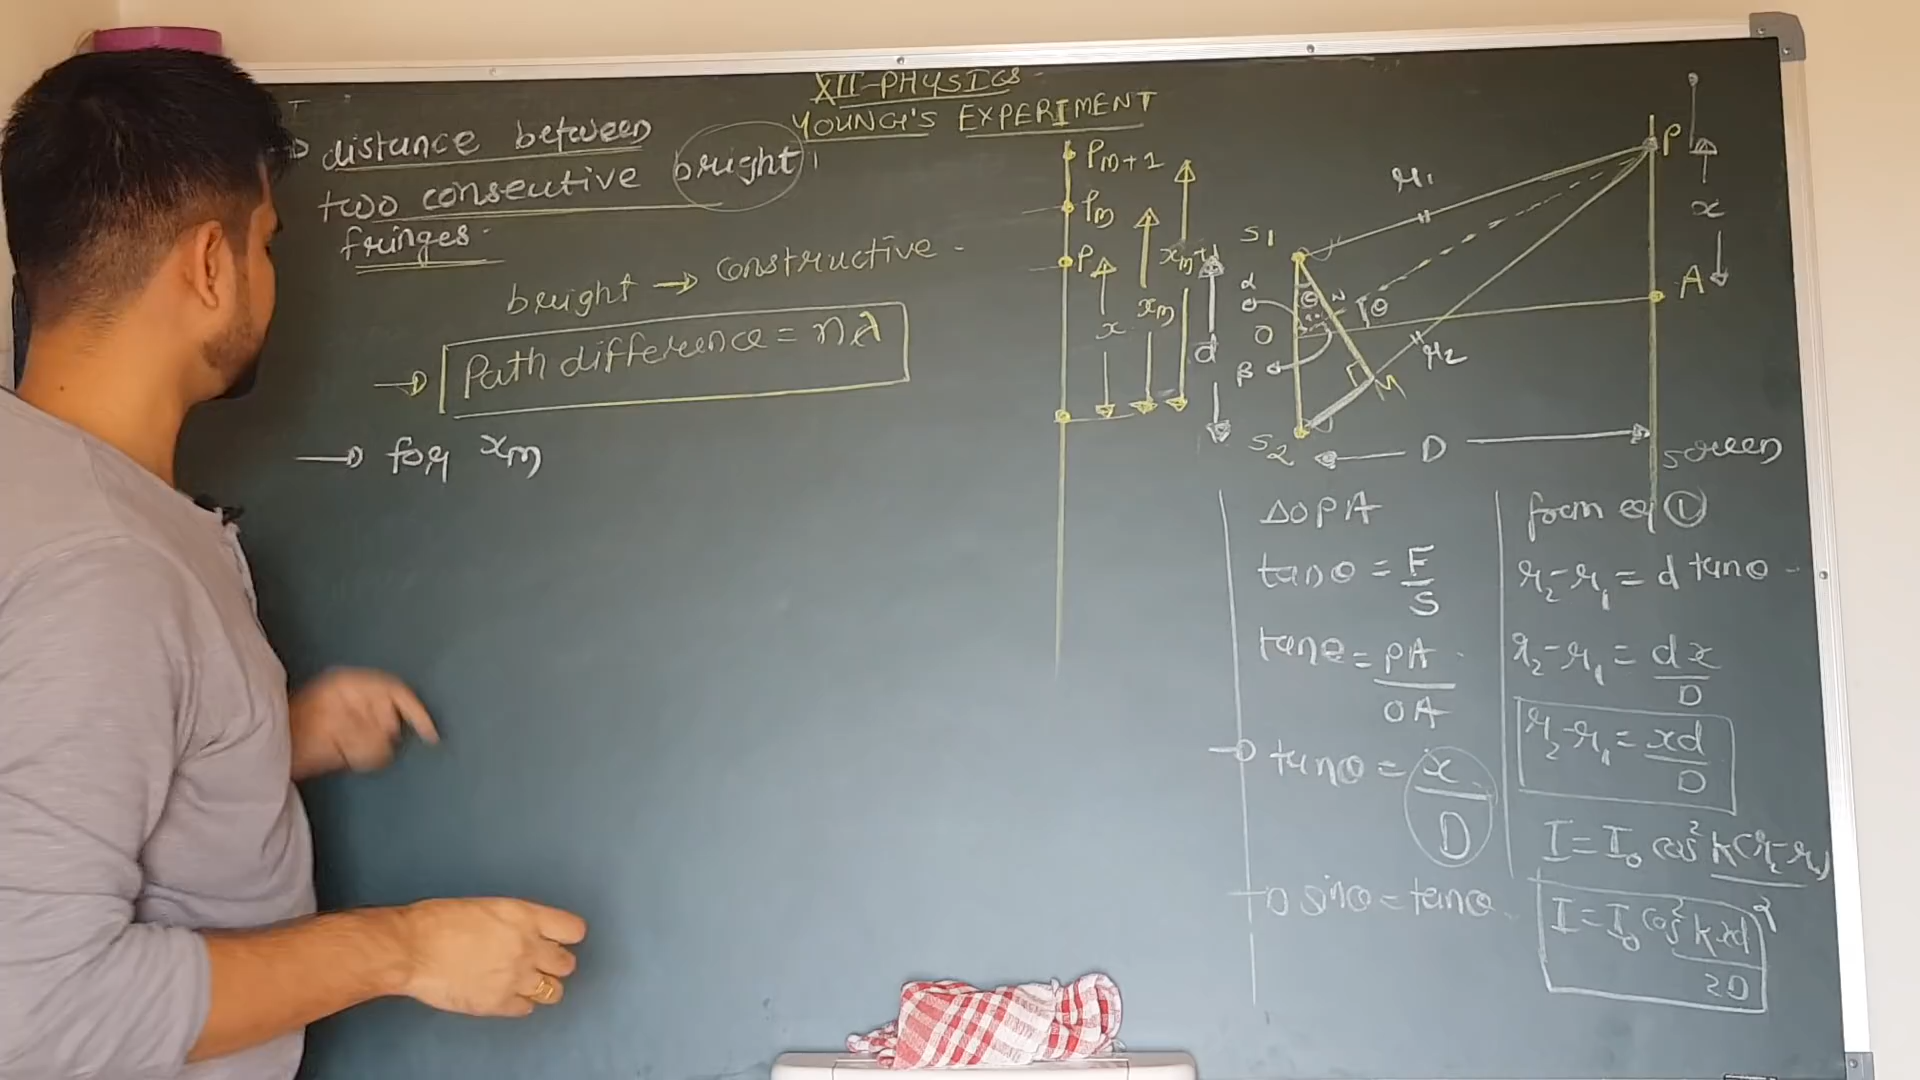 XII-PHYSICS
YOUNG'S EXPERIMENT
distance between
two conseutive bright
fringes
bright → constructive
→ Path difference = nλ
→ for xm
Pm+1
Pm
P
xm+1
xm
x
d
S1
α
θ
N
O
β
S2
M
r1
r2
θ
P
x
A
D
screen
ΔOPA
tanθ = F/S
tanθ = PA/OA
→ tanθ = x/D
→ sinθ = tanθ
from eq ①
r2-r1 = d tanθ
r2-r1 = dx/D
r2-r1 = xd/D
I = I0 cos² k(r2-r1)
I = I0 cos² kxd/2D